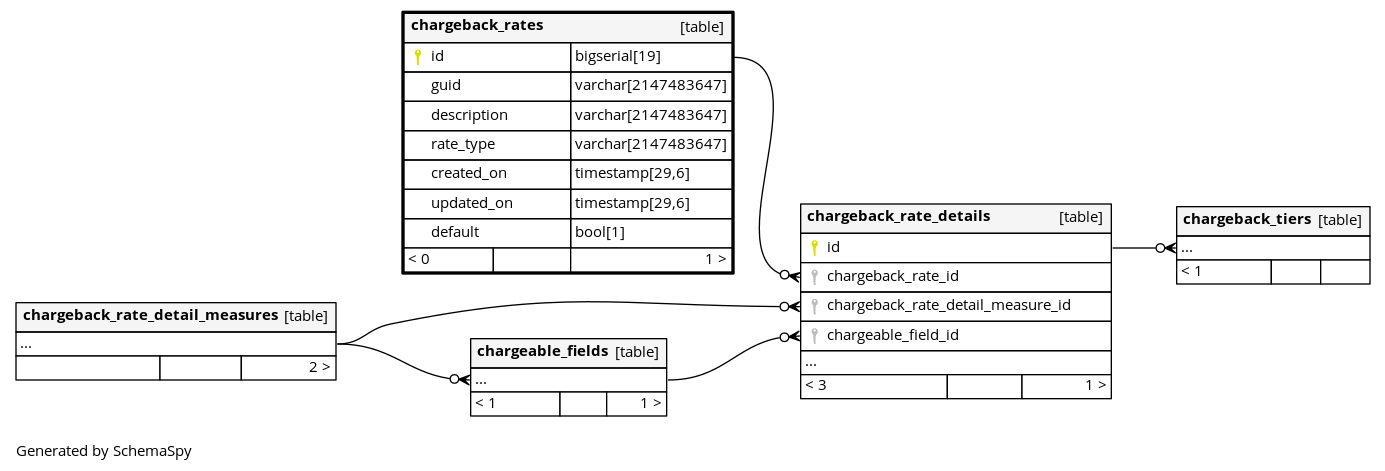 chargeback_rates [table]
id bigserial[19]
guid varchar[2147483647]
description varchar[2147483647]
rate_type varchar[2147483647]
created_on timestamp[29,6]
updated_on timestamp[29,6]
default bool[1]
< 0 1 >
chargeback_rate_details [table]
id
chargeback_rate_id
chargeback_rate_detail_measure_id
chargeable_field_id
...
< 3 1 >
chargeback_tiers [table]
...
< 1
chargeback_rate_detail_measures [table]
...
2 >
chargeable_fields [table]
...
< 1 1 >
Generated by SchemaSpy